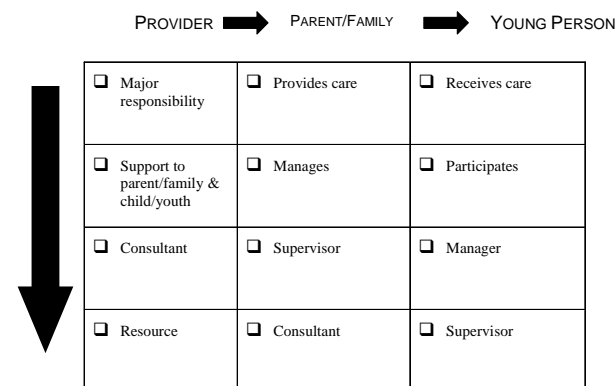 PROVIDER PARENT/FAMILY YOUNG PERSON
❑ Major responsibility ❑ Provides care ❑ Receives care
❑ Support to parent/family & child/youth ❑ Manages ❑ Participates
❑ Consultant ❑ Supervisor ❑ Manager
❑ Resource ❑ Consultant ❑ Supervisor